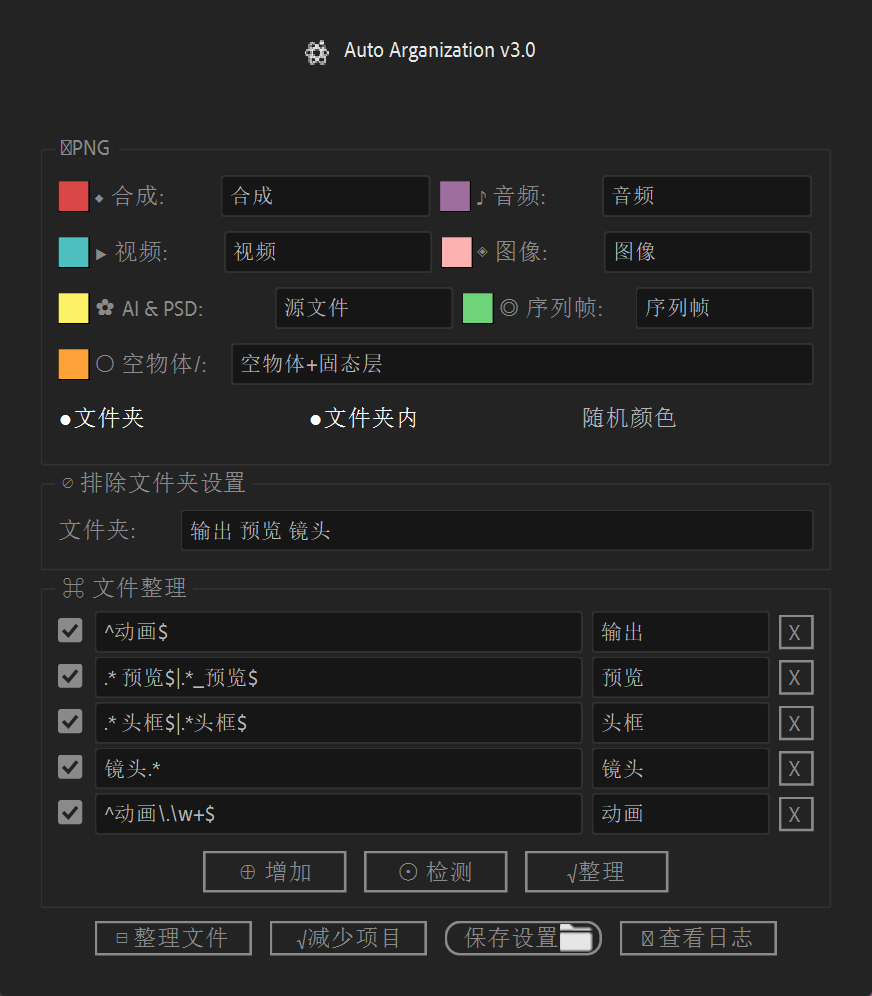 Auto Arganization v3.0
PNG
◆ 合成: 合成 ♪ 音频: 音频
▶ 视频: 视频 ◈ 图像: 图像
✿ AI & PSD: 源文件 ◎ 序列帧: 序列帧
○ 空物体/: 空物体+固态层
●文件夹 ●文件夹内 随机颜色
⊘ 排除文件夹设置
文件夹: 输出 预览 镜头
⌘ 文件整理
^动画$ 输出 X
.* 预览$|.*_预览$ 预览 X
.* 头框$|.*头框$ 头框 X
镜头.* 镜头 X
^动画\.\w+$ 动画 X
⊕ 增加 ⊙ 检测 √整理
⊟ 整理文件 √减少项目 保存设置 查看日志